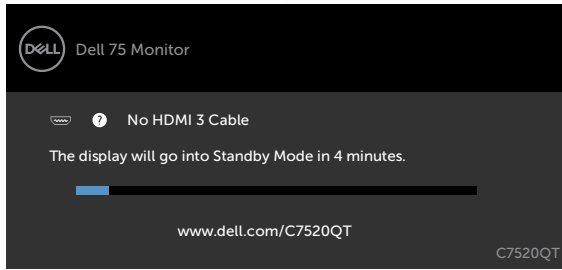 DELL
Dell 75 Monitor
? No HDMI 3 Cable
The display will go into Standby Mode in 4 minutes.
www.dell.com/C7520QT
C7520QT